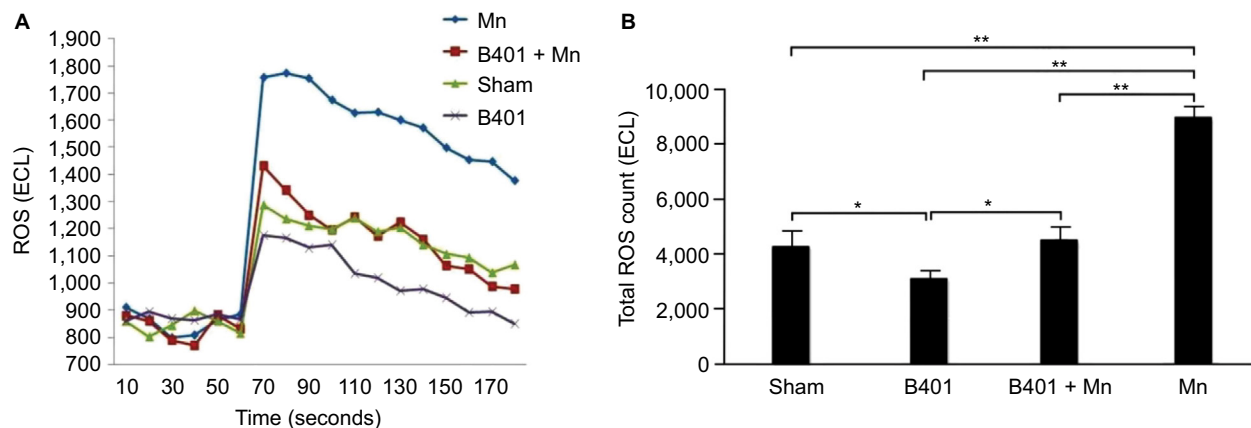 A
Mn
B401 + Mn
Sham
B401
1,900
1,800
1,700
1,600
1,500
1,400
1,300
1,200
1,100
1,000
900
800
700
ROS (ECL)
10 30 50 70 90 110 130 150 170
Time (seconds)
B
**
**
**
*
*
10,000
8,000
6,000
4,000
2,000
0
Total ROS count (ECL)
Sham B401 B401 + Mn Mn